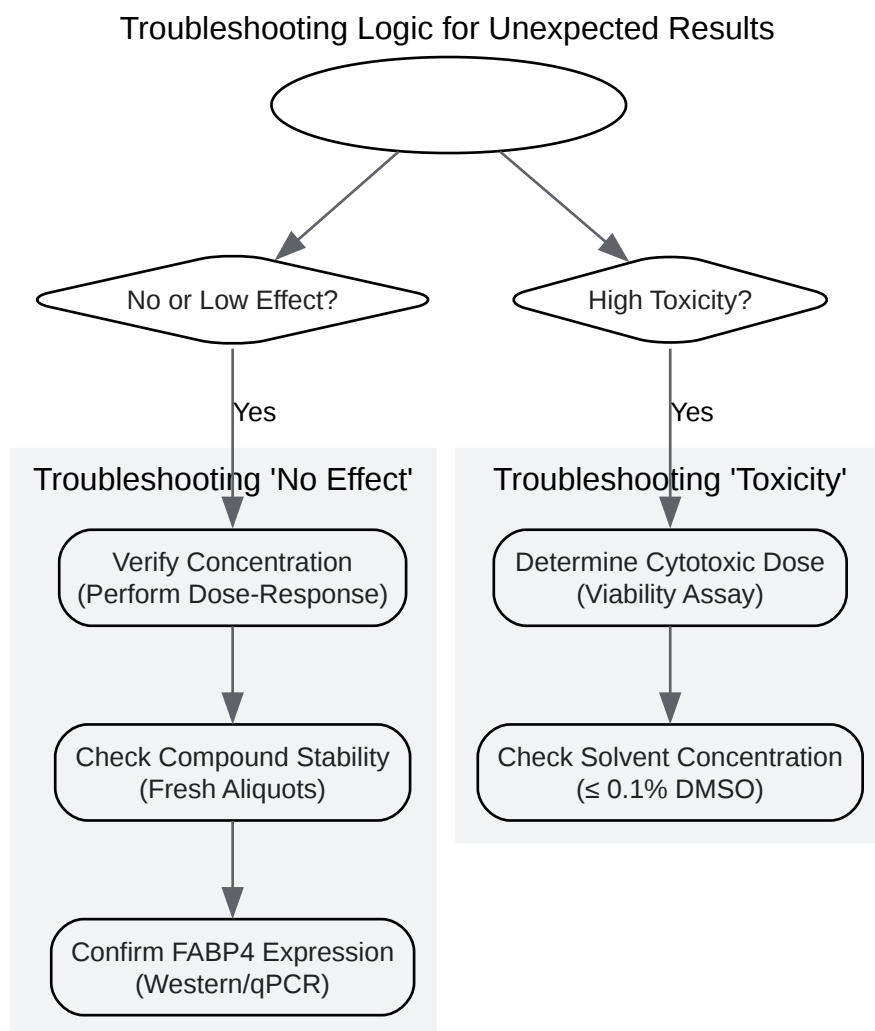 Troubleshooting Logic for Unexpected Results
No or Low Effect?
High Toxicity?
Yes
Yes
Troubleshooting 'No Effect'
Troubleshooting 'Toxicity'
Verify Concentration
(Perform Dose-Response)
Determine Cytotoxic Dose
(Viability Assay)
Check Compound Stability
(Fresh Aliquots)
Check Solvent Concentration
(≤ 0.1% DMSO)
Confirm FABP4 Expression
(Western/qPCR)